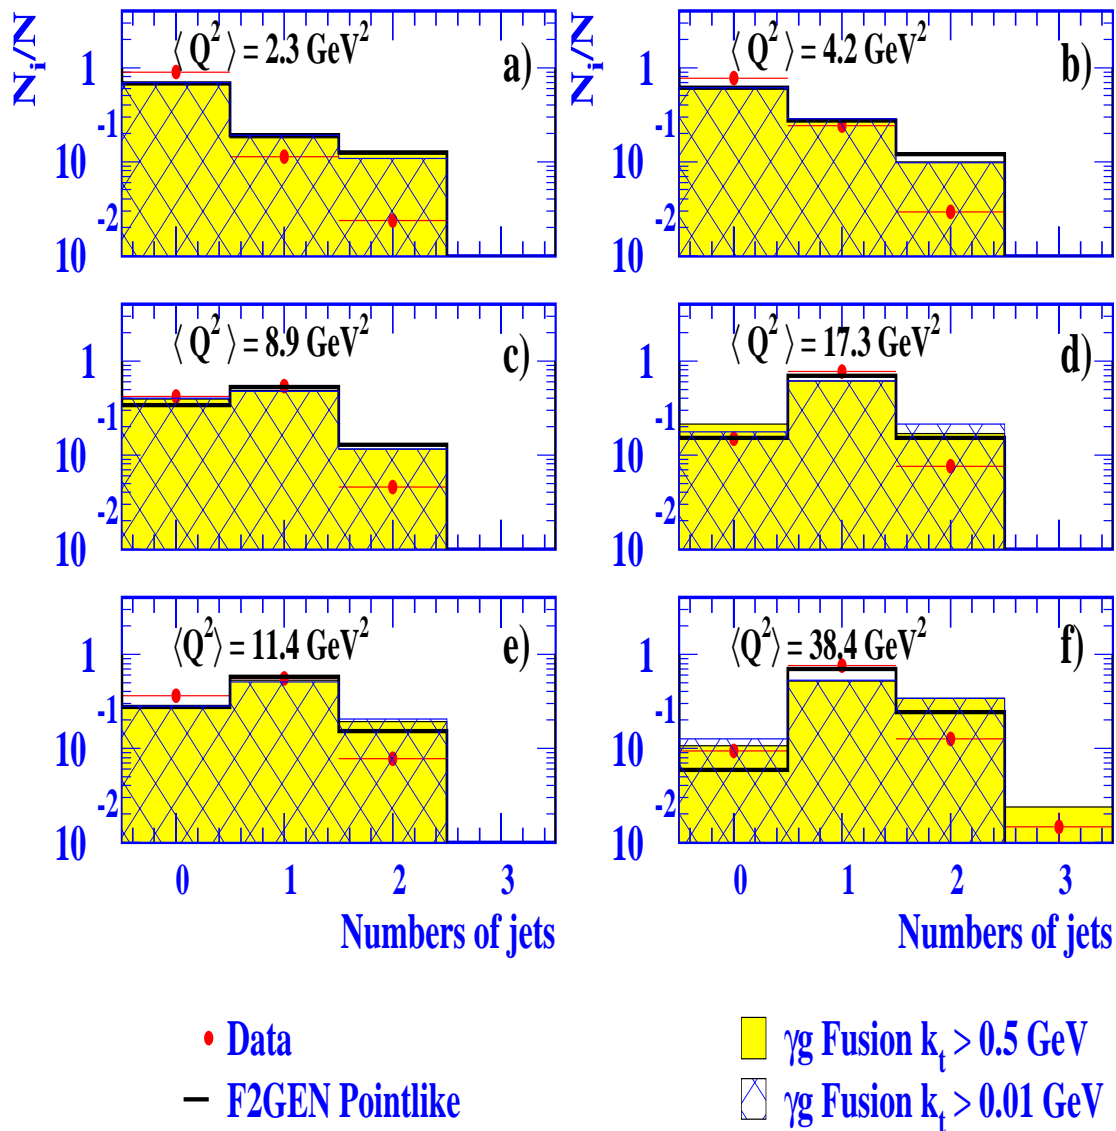 N_i/N
⟨ Q^2 ⟩ = 2.3 GeV^2
a)
1
10^-1
10^-2
N_i/N
⟨ Q^2 ⟩ = 4.2 GeV^2
b)
1
10^-1
10^-2
⟨ Q^2 ⟩ = 8.9 GeV^2
c)
1
10^-1
10^-2
⟨ Q^2 ⟩ = 17.3 GeV^2
d)
1
10^-1
10^-2
⟨Q^2 ⟩ = 11.4 GeV^2
e)
1
10^-1
10^-2
0 1 2 3
Numbers of jets
⟨Q^2 ⟩ = 38.4 GeV^2
f)
1
10^-1
10^-2
0 1 2 3
Numbers of jets
Data
F2GEN Pointlike
γg Fusion k_t > 0.5 GeV
γg Fusion k_t > 0.01 GeV